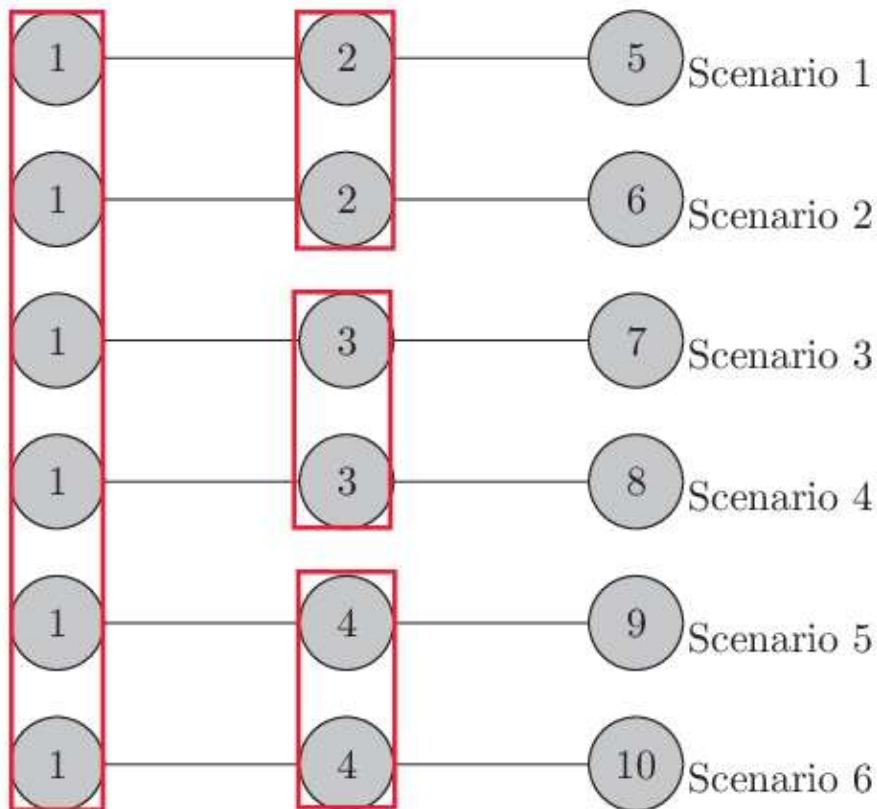 1 2 5 Scenario 1
1 2 6 Scenario 2
1 3 7 Scenario 3
1 3 8 Scenario 4
1 4 9 Scenario 5
1 4 10 Scenario 6